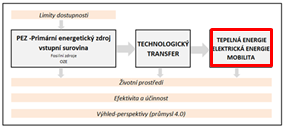 Limity dostupnosti
PEZ -Primární energetický zdroj
vstupní surovina
Fosilní zdroje
OZE
TECHNOLOGICKÝ
TRANSFER
TEPELNÁ ENERGIE
ELEKTRICKÁ ENERGIE
MOBILITA
Životní prostředí
Efektivita a účinnost
Výhled-perspektivy (průmysl 4.0)